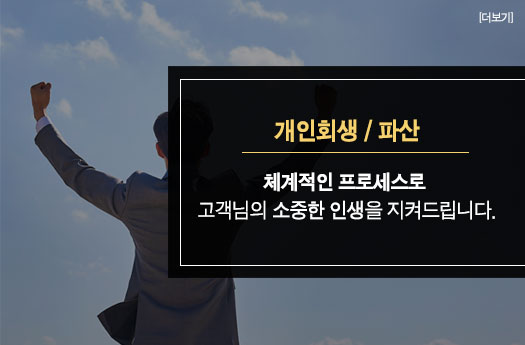 [더보기]
개인회생 / 파산
체계적인 프로세스로
고객님의 소중한 인생을 지켜드립니다.